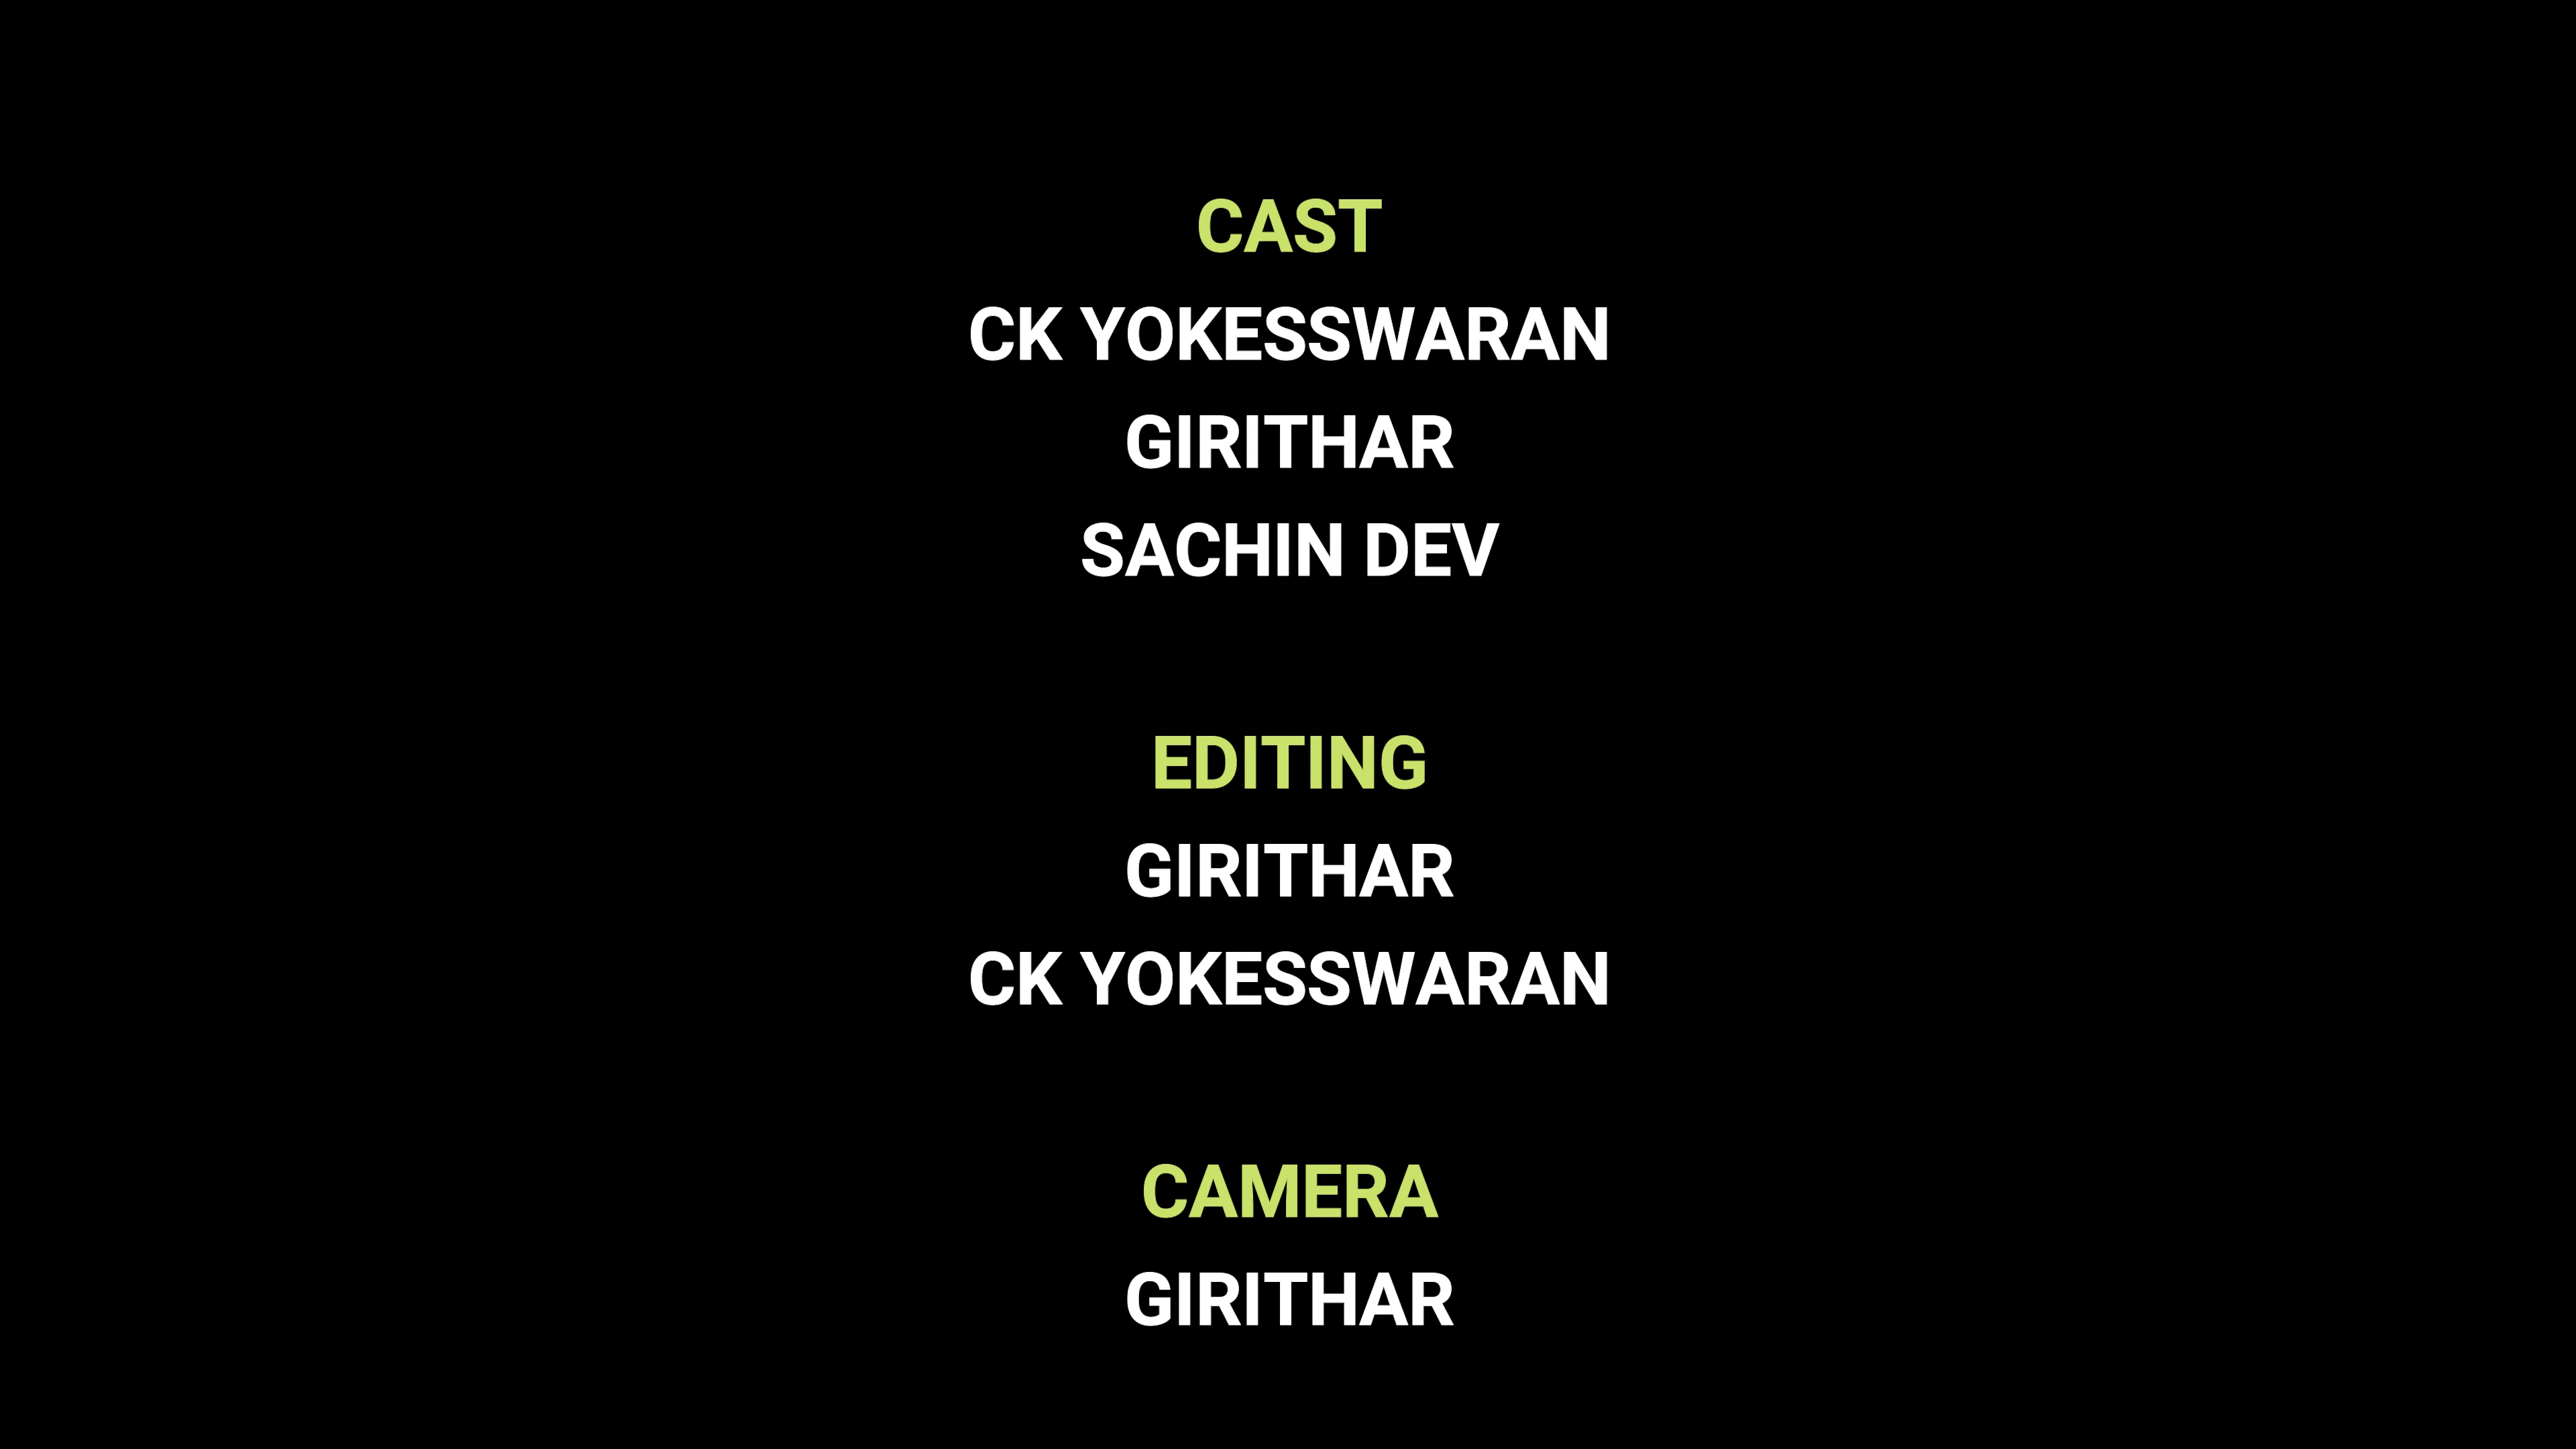 CAST
CK YOKESSWARAN
GIRITHAR
SACHIN DEV
EDITING
GIRITHAR
CK YOKESSWARAN
CAMERA
GIRITHAR